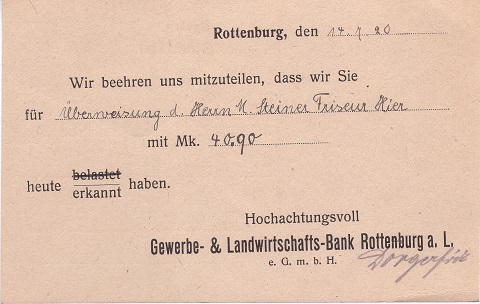 Rottenburg, den 14.7.20
Wir beehren uns mitzuteilen, dass wir Sie
für Überweisung d. Herrn M. Steiner Friseur Hier
mit Mk. 40.90
heute belastet
erkannt haben.
Hochachtungsvoll
Gewerbe- & Landwirtschafts-Bank Rottenburg a. L.
e. G. m. b. H.